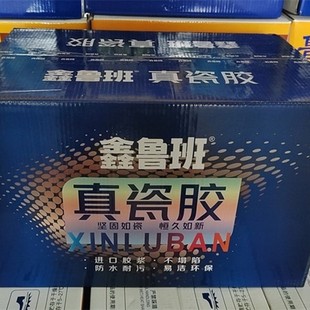 鑫鲁班 真瓷胶
鑫鲁班®
真瓷胶
坚固如瓷 恒久如新
XINLUBAN
·进口胶浆 ·不塌陷
·防水耐污 ·易洁环保